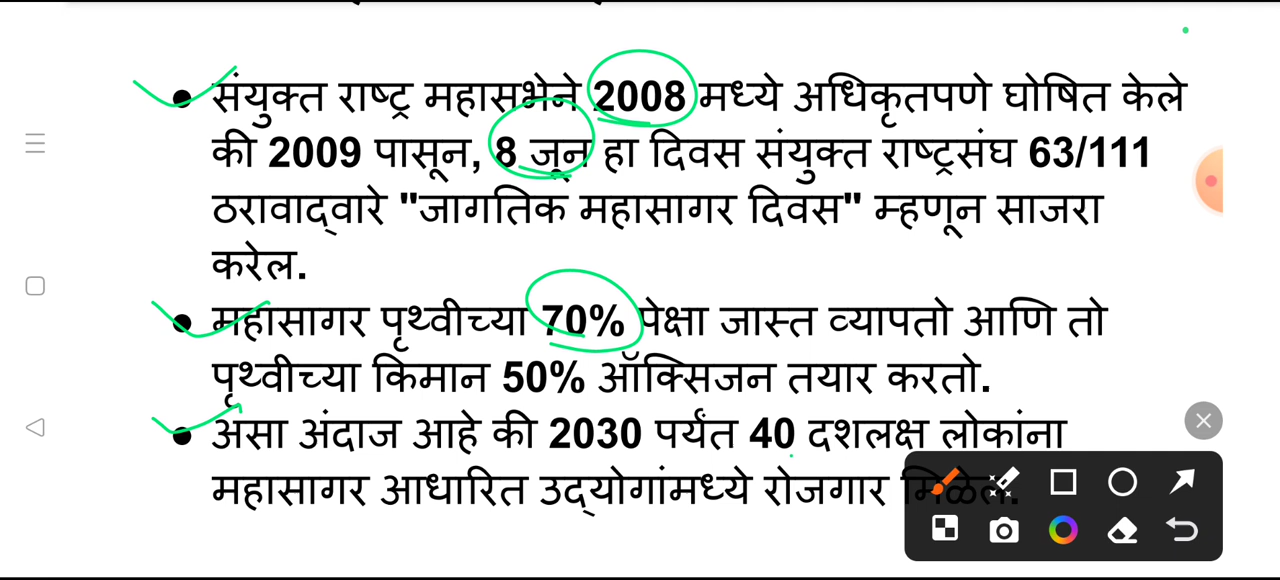 • संयुक्त राष्ट्र महासभेने 2008 मध्ये अधिकृतपणे घोषित केले
की 2009 पासून, 8 जून हा दिवस संयुक्त राष्ट्रसंघ 63/111
ठरावाद्वारे "जागतिक महासागर दिवस" म्हणून साजरा
करेल.
• महासागर पृथ्वीच्या 70% पेक्षा जास्त व्यापतो आणि तो
पृथ्वीच्या किमान 50% ऑक्सिजन तयार करतो.
• असा अंदाज आहे की 2030 पर्यंत 40 दशलक्ष लोकांना
महासागर आधारित उद्योगांमध्ये रोजगार मिळेल.